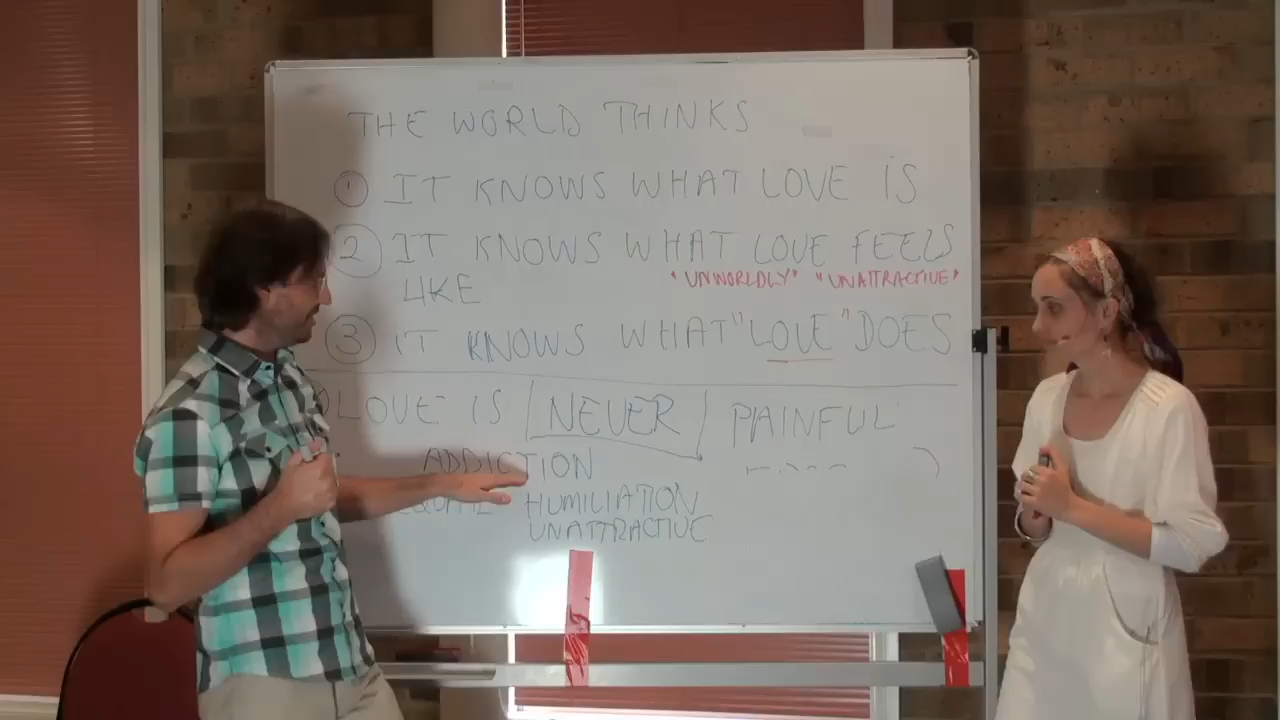 THE WORLD THINKS
① IT KNOWS WHAT LOVE IS
② IT KNOWS WHAT LOVE FEELS
LIKE
"UNWORLDLY" "UNATTRACTIVE"
③ IT KNOWS WHAT "LOVE" DOES
LOVE IS NEVER PAINFUL
ADDICTION
HUMILIATION
UNATTRACTIVE